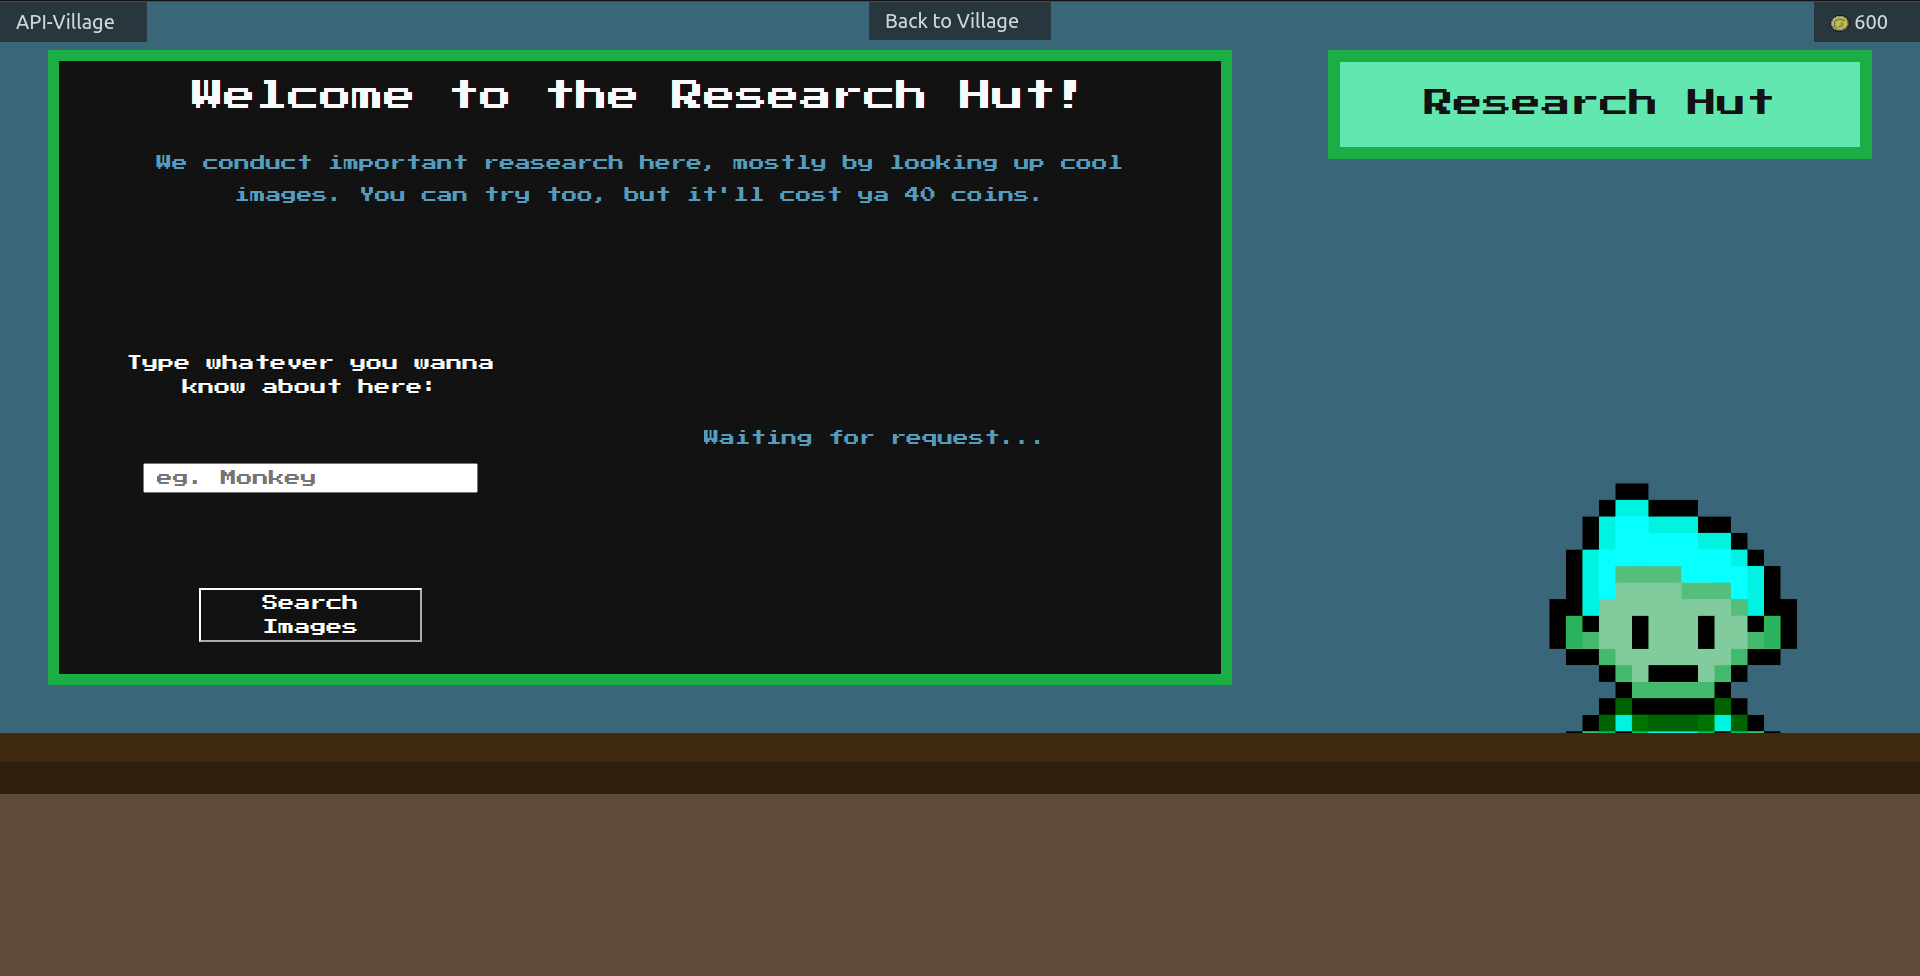 API-Village
Back to Village
600
Welcome to the Research Hut!
We conduct important reasearch here, mostly by looking up cool
images. You can try too, but it'll cost ya 40 coins.
Type whatever you wanna
know about here:
eg. Monkey
Search
Images
Waiting for request...
Research Hut